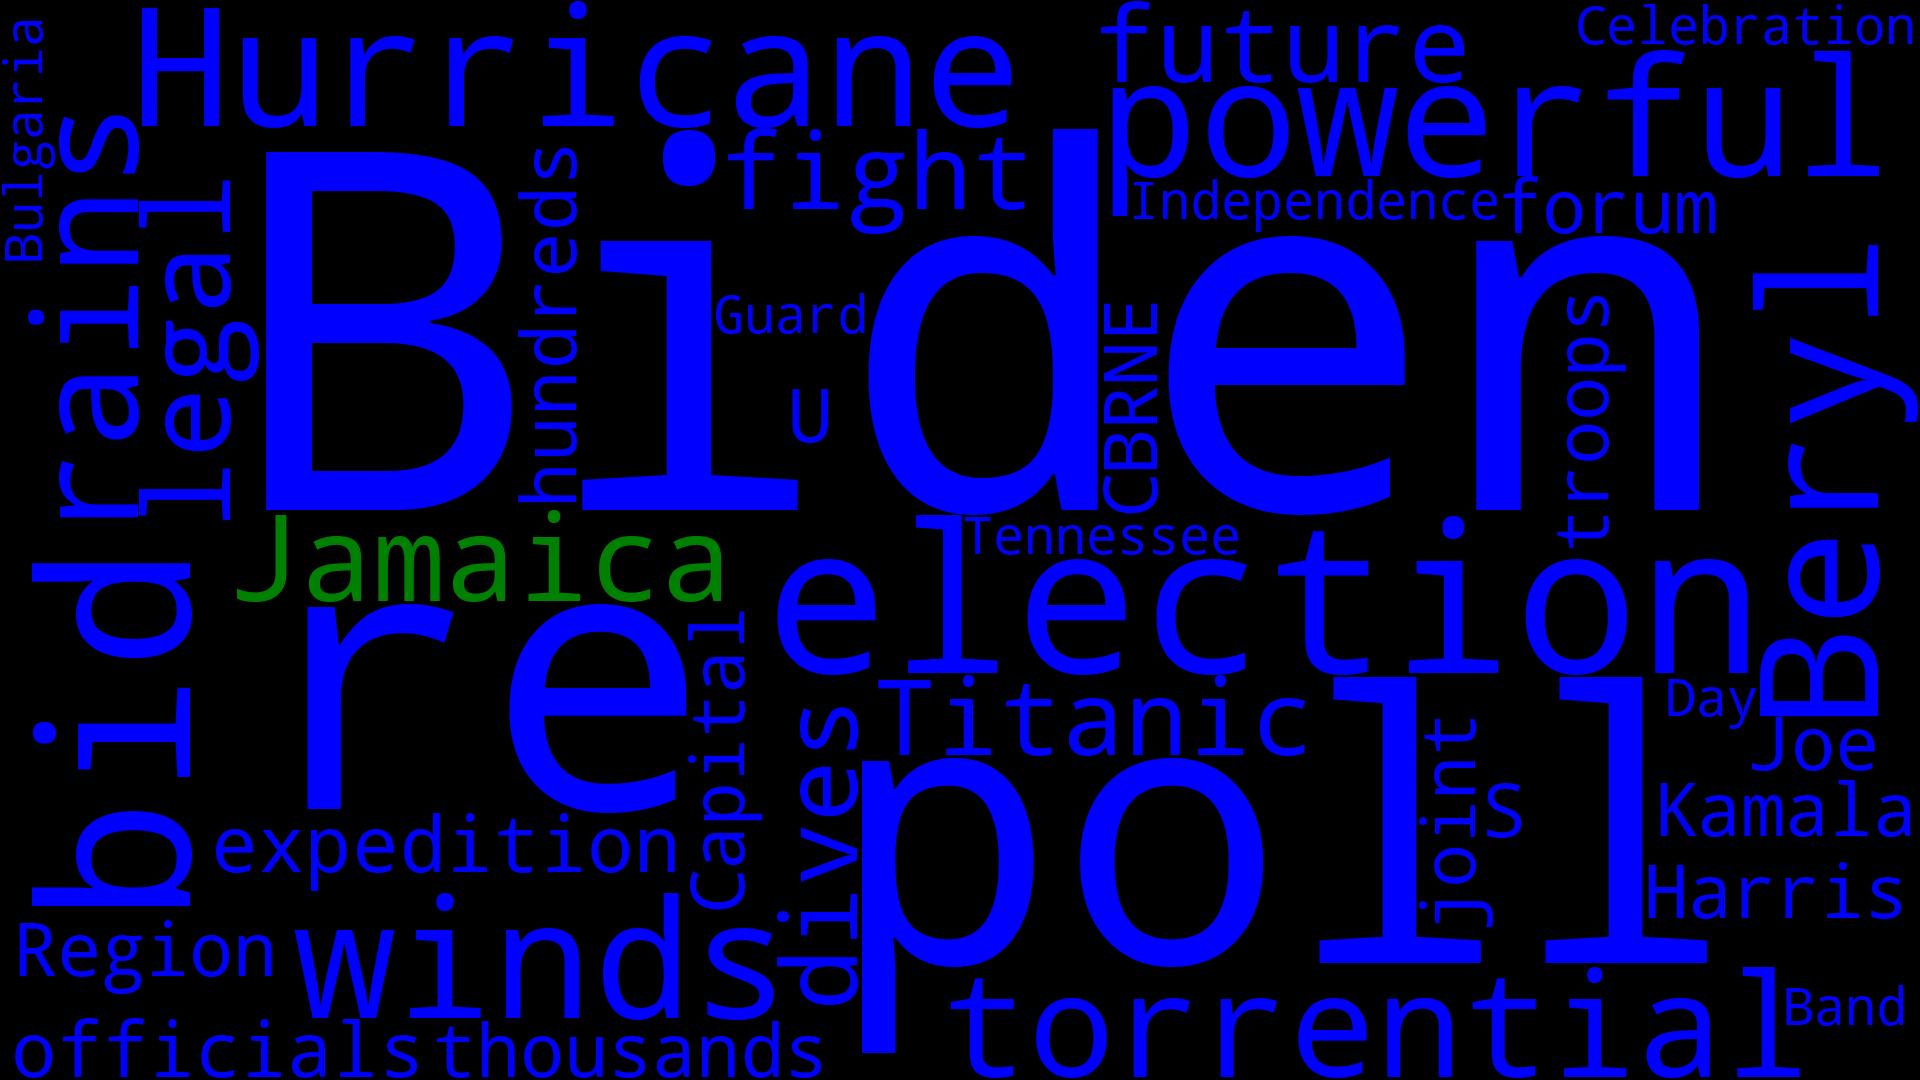 Hurricane
future
Celebration
powerful
Bulgaria
rains
legal
Biden
hundreds
fight
Independence
forum
Guard
U
CBRNE
troops
Beryl
Jamaica
Tennessee
election
re
bid
Capital
Titanic
Day
Joe
dives
poll
joint
S
Kamala
expedition
Harris
Region
winds
torrential
Band
officials
thousands